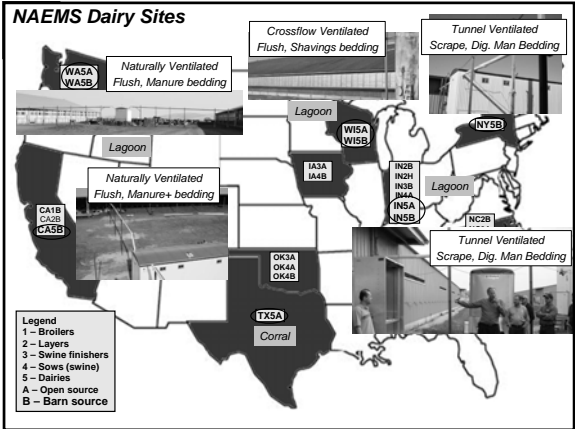 NAEMS Dairy Sites
Crossflow Ventilated
Flush, Shavings bedding
Tunnel Ventilated
Scrape, Dig. Man Bedding
Naturally Ventilated
Flush, Manure bedding
WA5A
WA5B
Lagoon
Lagoon
WI5A
WI5B
NY5B
Naturally Ventilated
Flush, Manure+ bedding
IA3A
IA4B
IN2B
IN2H
IN3B
IN4A
IN5A
IN5B
Lagoon
CA1B
CA2B
CA5B
NC2B
Tunnel Ventilated
Scrape, Dig. Man Bedding
OK3A
OK4A
OK4B
TX5A
Corral
Legend
1 – Broilers
2 – Layers
3 – Swine finishers
4 – Sows (swine)
5 – Dairies
A – Open source
B – Barn source